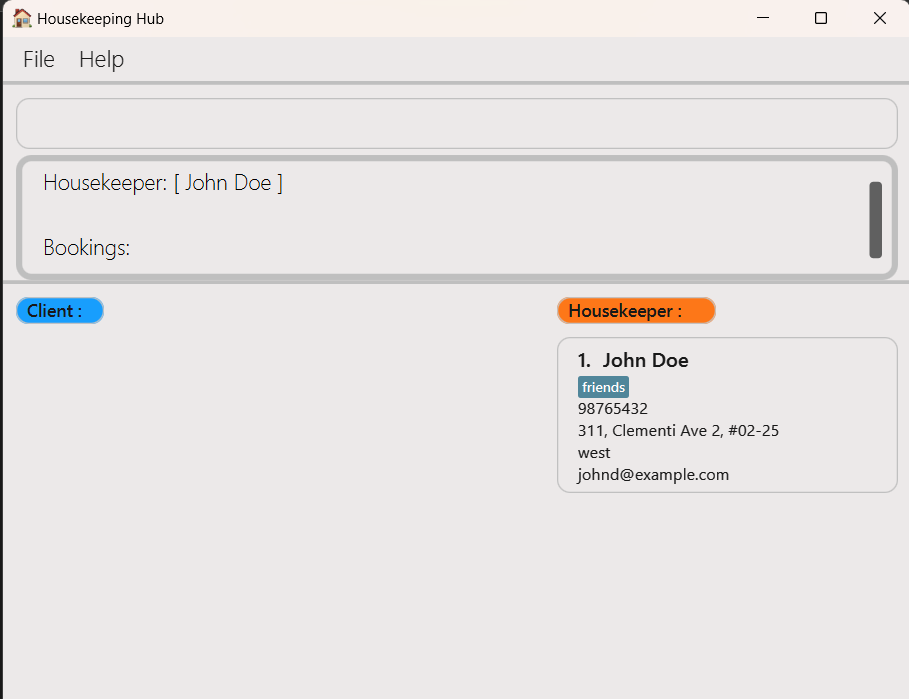 Housekeeping Hub
File Help
Housekeeper: [ John Doe ]
Bookings:
Client :
Housekeeper :
1. John Doe
friends
98765432
311, Clementi Ave 2, #02-25
west
johnd@example.com